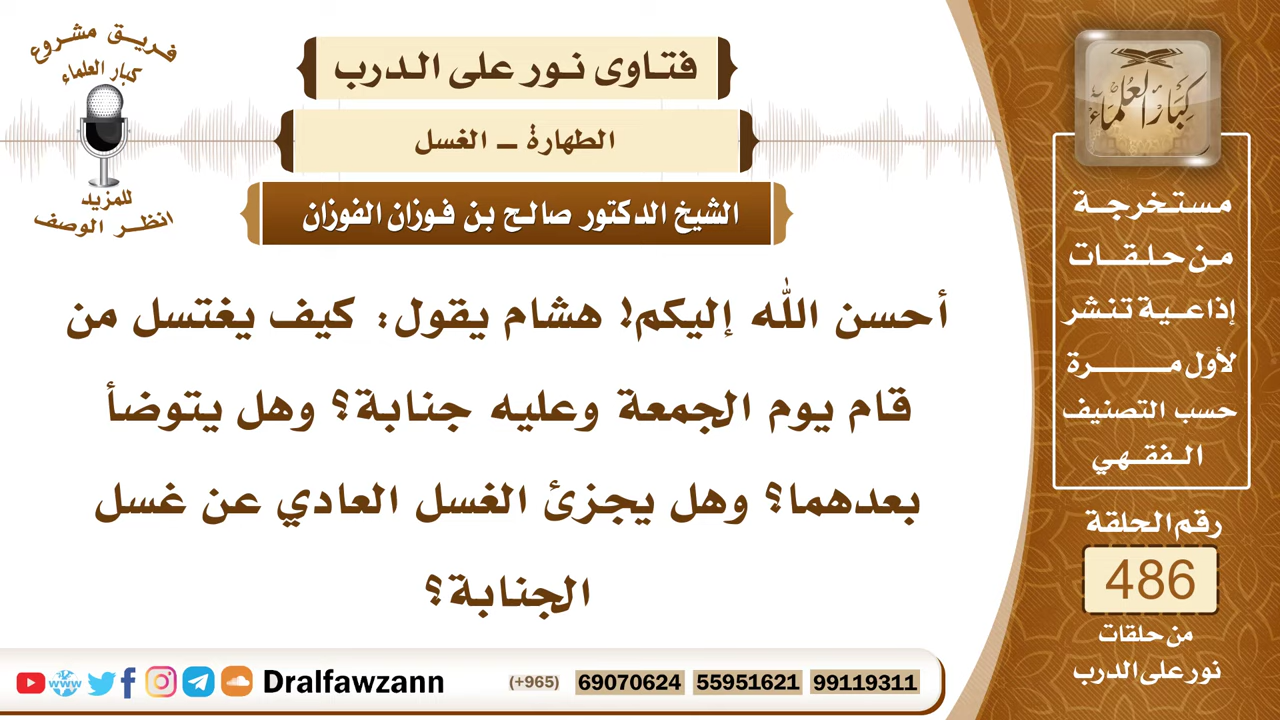 فريق مشروع
كبار العلماء
للمزيد
انظر الوصف
فتاوى نور على الدرب
الطهارة – الغسل
الشيخ الدكتور صالح بن فوزان الفوزان
أحسن الله إليكم! هشام يقول: كيف يغتسل من
قام يوم الجمعة وعليه جنابة؟ وهل يتوضأ
بعدهما؟ وهل يجزئ الغسل العادي عن غسل
الجنابة؟
كبار العلماء
مستخرجة
من حلقات
إذاعية تنشر
لأول مرة
حسب التصنيف
الفقهي
رقم الحلقة
486
من حلقات
نور على الدرب
www
Dralfawzann (+965) 69070624 55951621 99119311